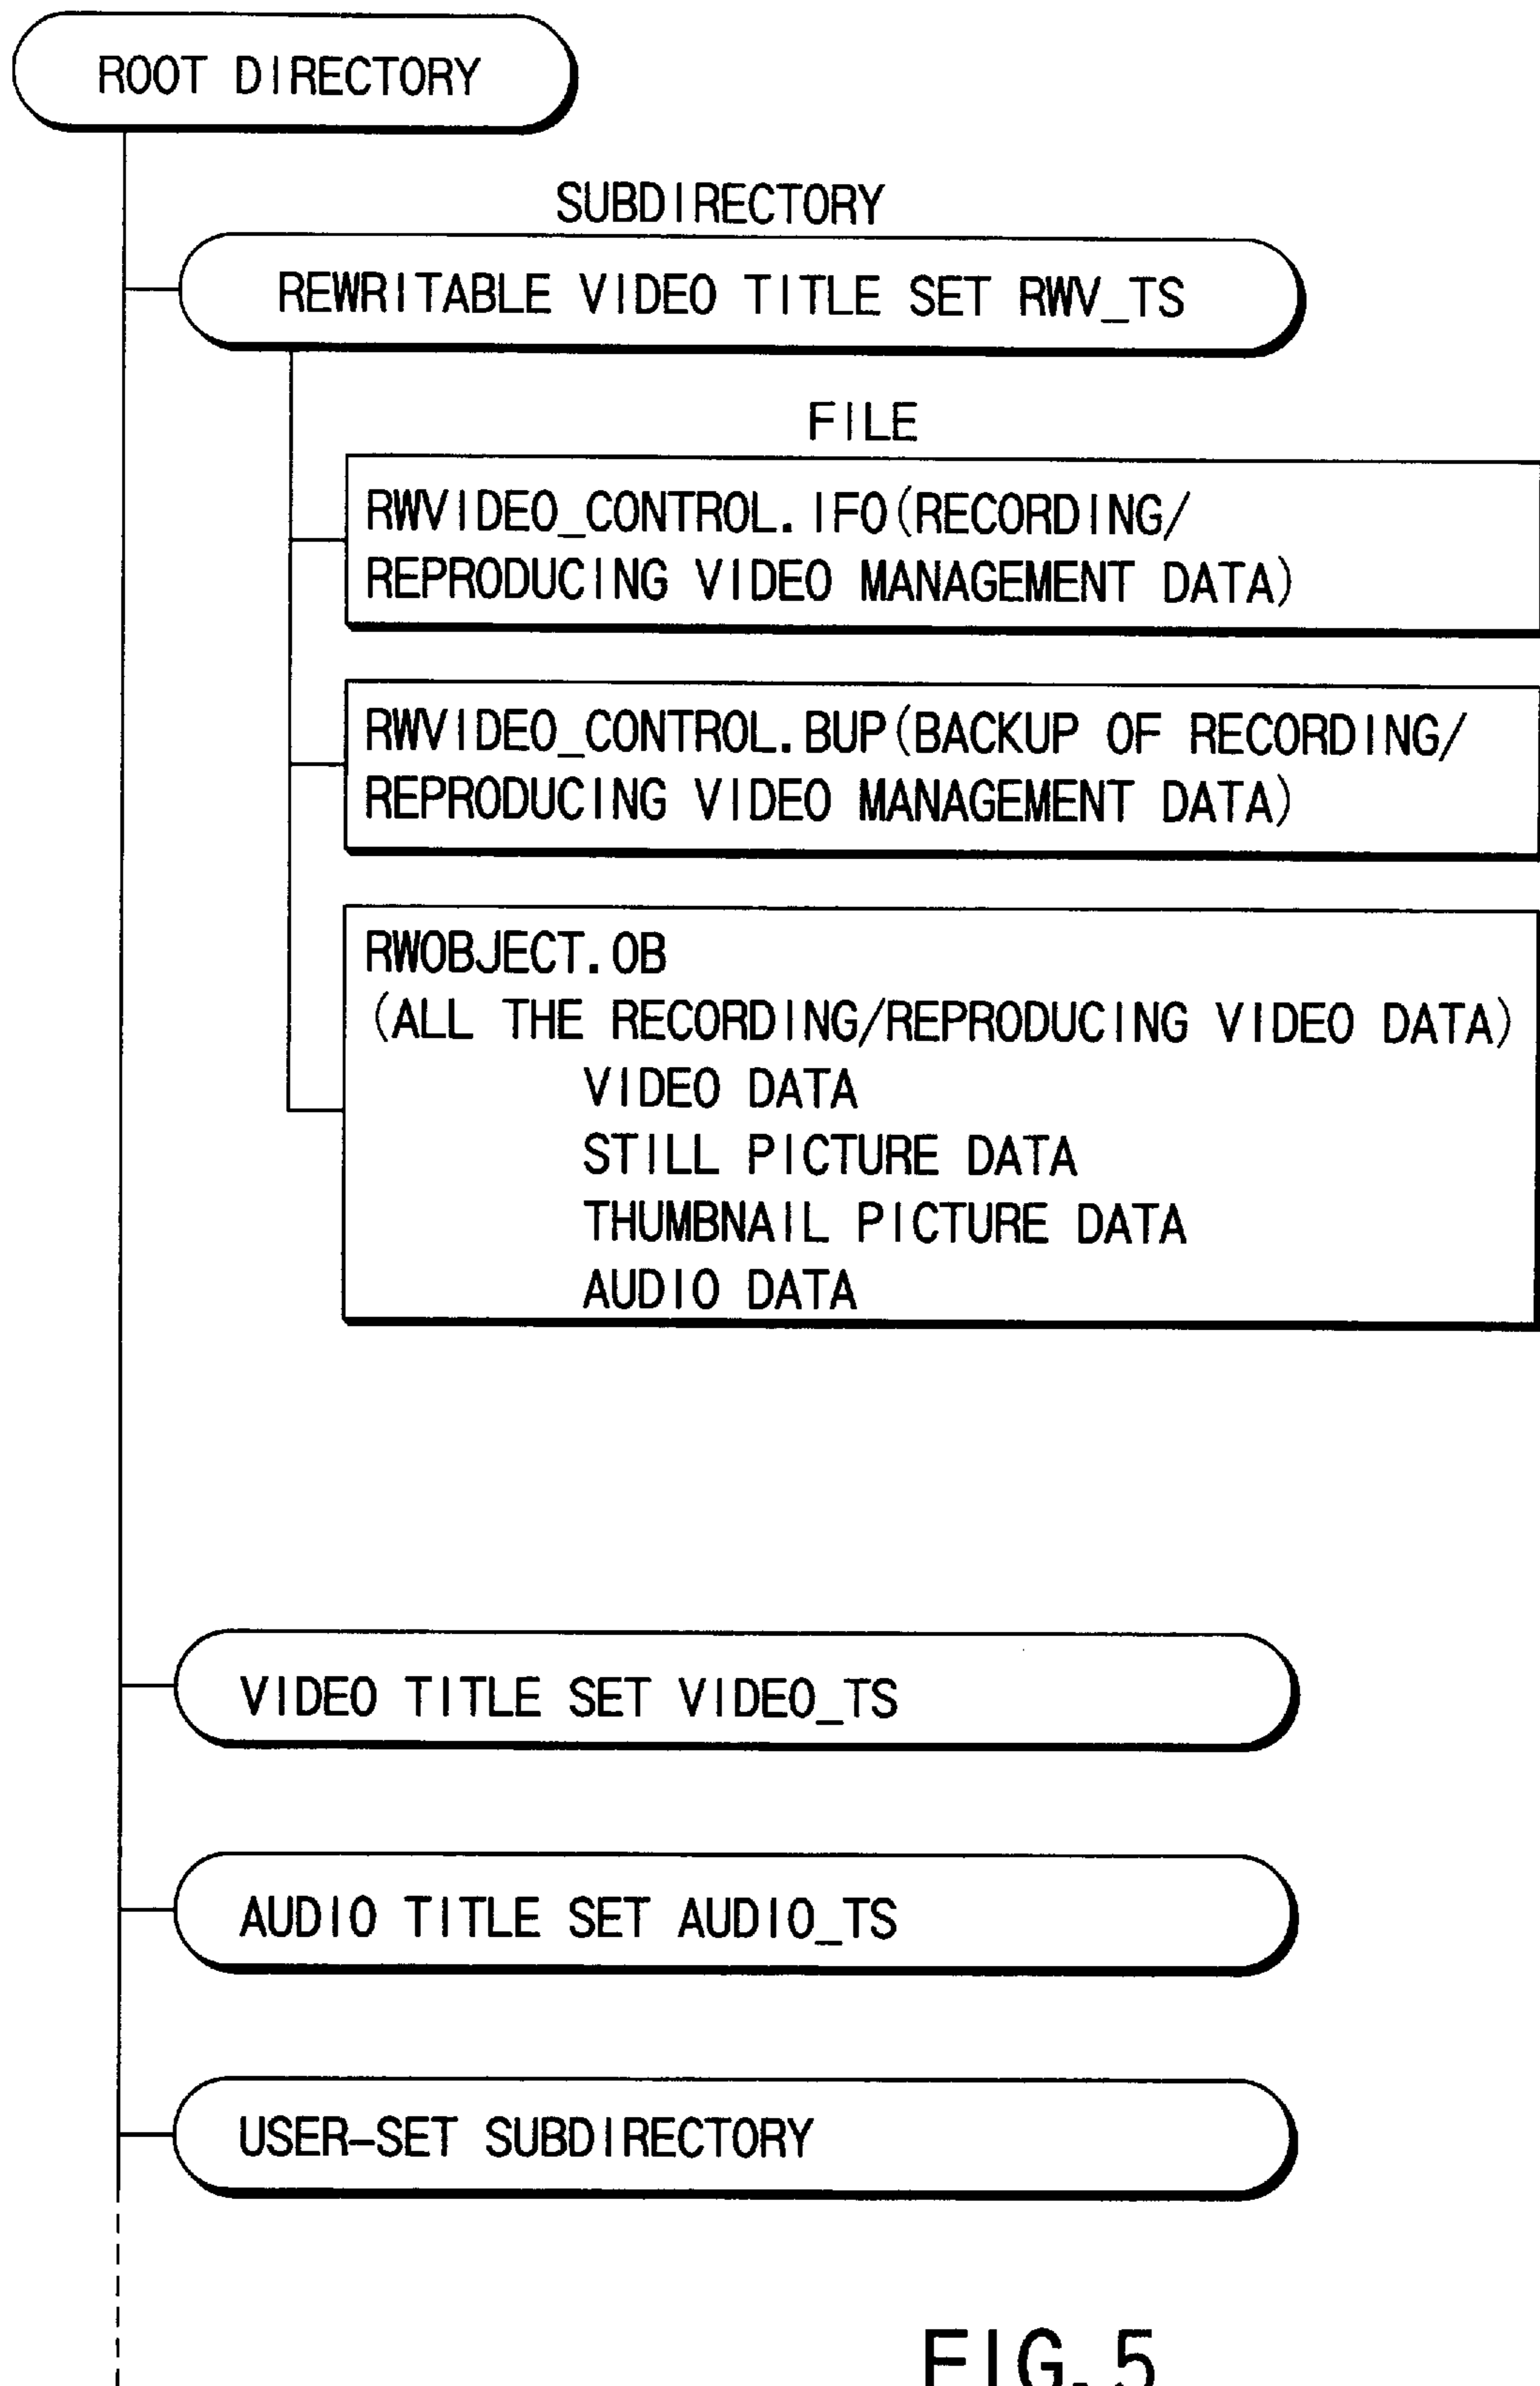 ROOT DIRECTORY
SUBDIRECTORY
REWRITABLE VIDEO TITLE SET RWV_TS
FILE
RWVIDEO_CONTROL.IFO(RECORDING/
REPRODUCING VIDEO MANAGEMENT DATA)
RWVIDEO_CONTROL.BUP(BACKUP OF RECORDING/
REPRODUCING VIDEO MANAGEMENT DATA)
RWOBJECT.OB
(ALL THE RECORDING/REPRODUCING VIDEO DATA)
VIDEO DATA
STILL PICTURE DATA
THUMBNAIL PICTURE DATA
AUDIO DATA
VIDEO TITLE SET VIDEO_TS
AUDIO TITLE SET AUDIO_TS
USER-SET SUBDIRECTORY
FIG.5